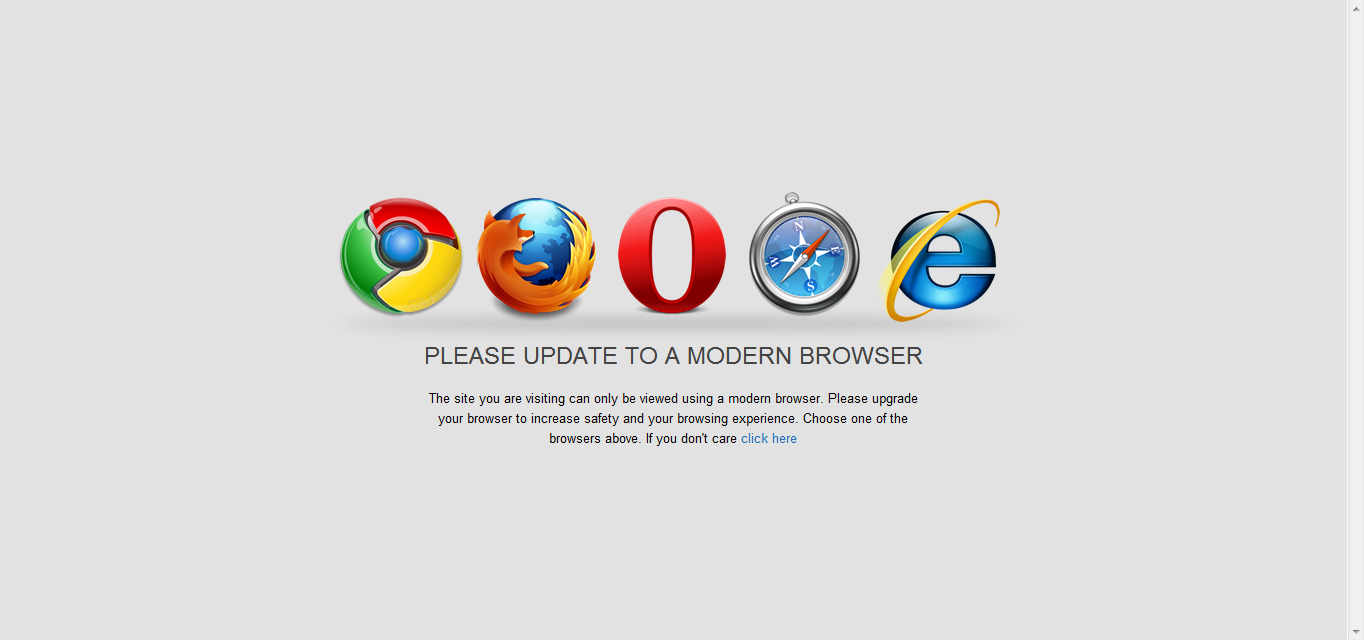 PLEASE UPDATE TO A MODERN BROWSER
The site you are visiting can only be viewed using a modern browser. Please upgrade
your browser to increase safety and your browsing experience. Choose one of the
browsers above. If you don't care click here